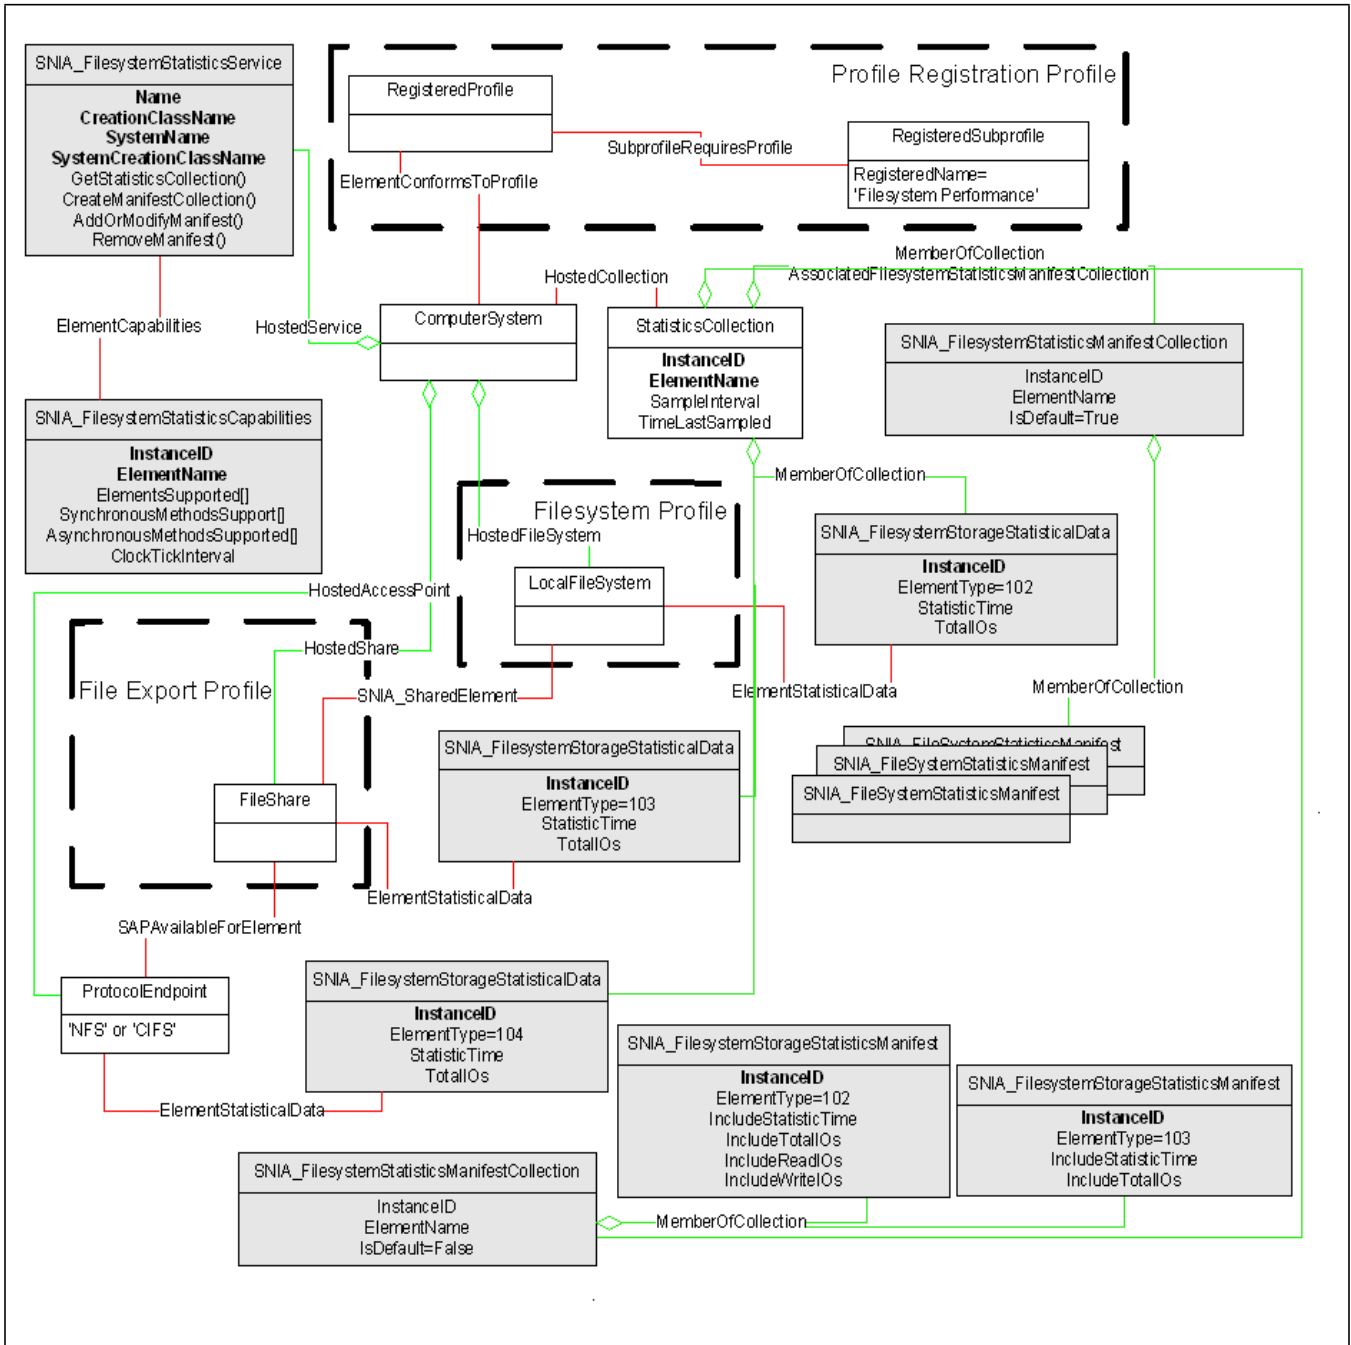 SNIA_FilesystemStatisticsService
Name
CreationClassName
SystemName
SystemCreationClassName
GetStatisticsCollection()
CreateManifestCollection()
AddOrModifyManifest()
RemoveManifest()
Profile Registration Profile
RegisteredProfile
RegisteredSubprofile
RegisteredName=
'Filesystem Performance'
SubprofileRequiresProfile
ElementConformsToProfile
MemberOfCollection
AssociatedFilesystemStatisticsManifestCollection
HostedCollection
ElementCapabilities
HostedService
ComputerSystem
StatisticsCollection
InstanceID
ElementName
SampleInterval
TimeLastSampled
SNIA_FilesystemStatisticsManifestCollection
InstanceID
ElementName
IsDefault=True
SNIA_FilesystemStatisticsCapabilities
InstanceID
ElementName
ElementsSupported[]
SynchronousMethodsSupport[]
AsynchronousMethodsSupported[]
ClockTickInterval
MemberOfCollection
Filesystem Profile
HostedFileSystem
LocalFileSystem
SNIA_FilesystemStorageStatisticalData
InstanceID
ElementType=102
StatisticTime
TotalIOs
HostedAccessPoint
HostedShare
File Export Profile
SNIA_SharedElement
ElementStatisticalData
MemberOfCollection
SNIA_FileSystemStatisticsManifest
SNIA_FileSystemStatisticsManifest
SNIA_FileSystemStatisticsManifest
SNIA_FilesystemStorageStatisticalData
InstanceID
ElementType=103
StatisticTime
TotalIOs
FileShare
ElementStatisticalData
SAPAvailableForElement
ProtocolEndpoint
'NFS' or 'CIFS'
SNIA_FilesystemStorageStatisticalData
InstanceID
ElementType=104
StatisticTime
TotalIOs
ElementStatisticalData
SNIA_FilesystemStorageStatisticsManifest
InstanceID
ElementType=102
IncludeStatisticTime
IncludeTotalIOs
IncludeReadIOs
IncludeWriteIOs
SNIA_FilesystemStorageStatisticsManifest
InstanceID
ElementType=103
IncludeStatisticTime
IncludeTotalIOs
SNIA_FilesystemStatisticsManifestCollection
InstanceID
ElementName
IsDefault=False
MemberOfCollection